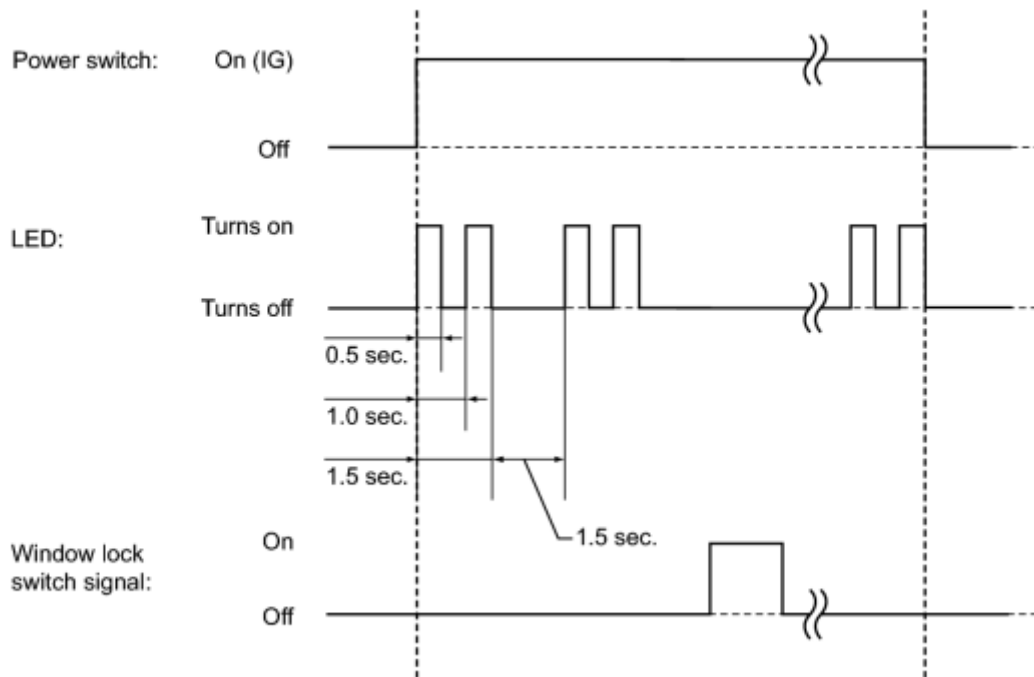 Power switch: On (IG)
Off
LED: Turns on
Turns off
0.5 sec.
1.0 sec.
1.5 sec.
1.5 sec.
Window lock
switch signal:
On
Off